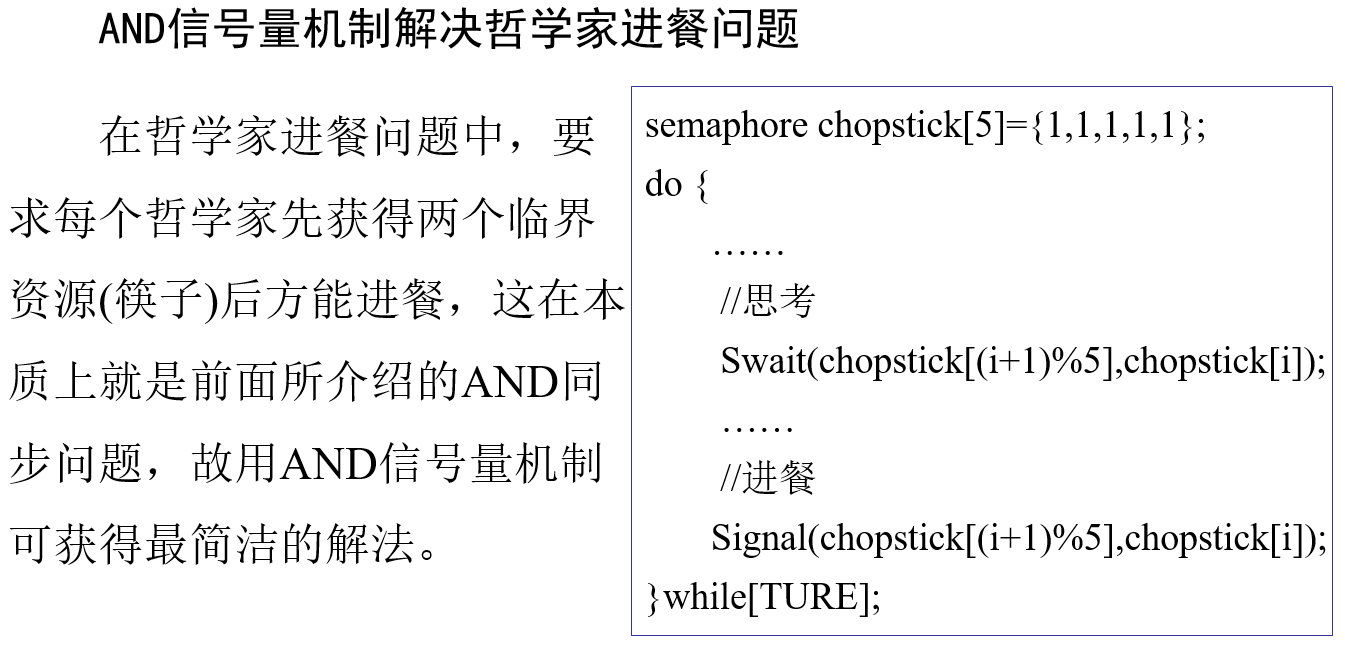 AND信号量机制解决哲学家进餐问题
在哲学家进餐问题中，要
求每个哲学家先获得两个临界
资源(筷子)后方能进餐，这在本
质上就是前面所介绍的AND同
步问题，故用AND信号量机制
可获得最简洁的解法。
semaphore chopstick[5]={1,1,1,1,1};
do {
……
//思考
Swait(chopstick[(i+1)%5],chopstick[i]);
……
//进餐
Signal(chopstick[(i+1)%5],chopstick[i]);
}while[TURE];